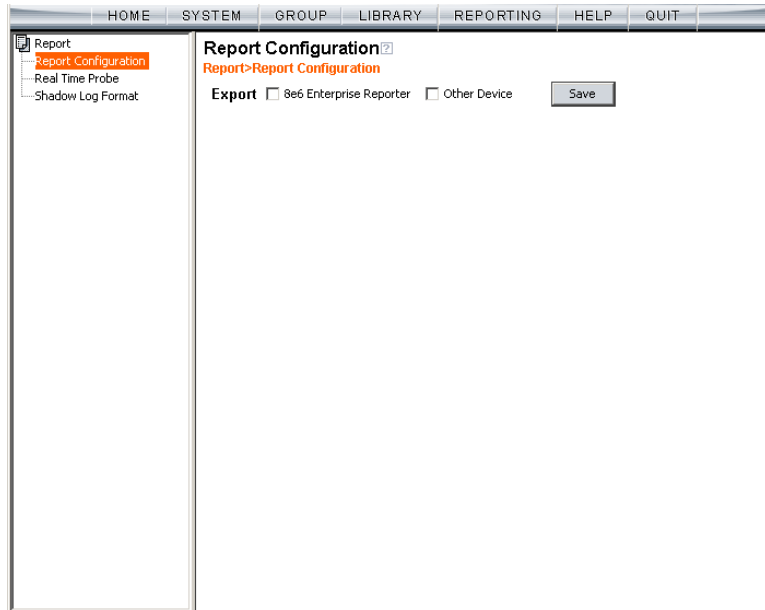 HOME SYSTEM GROUP LIBRARY REPORTING HELP QUIT
Report
Report Configuration
Real Time Probe
Shadow Log Format
Report Configuration ?
Report>Report Configuration
Export 8e6 Enterprise Reporter Other Device Save